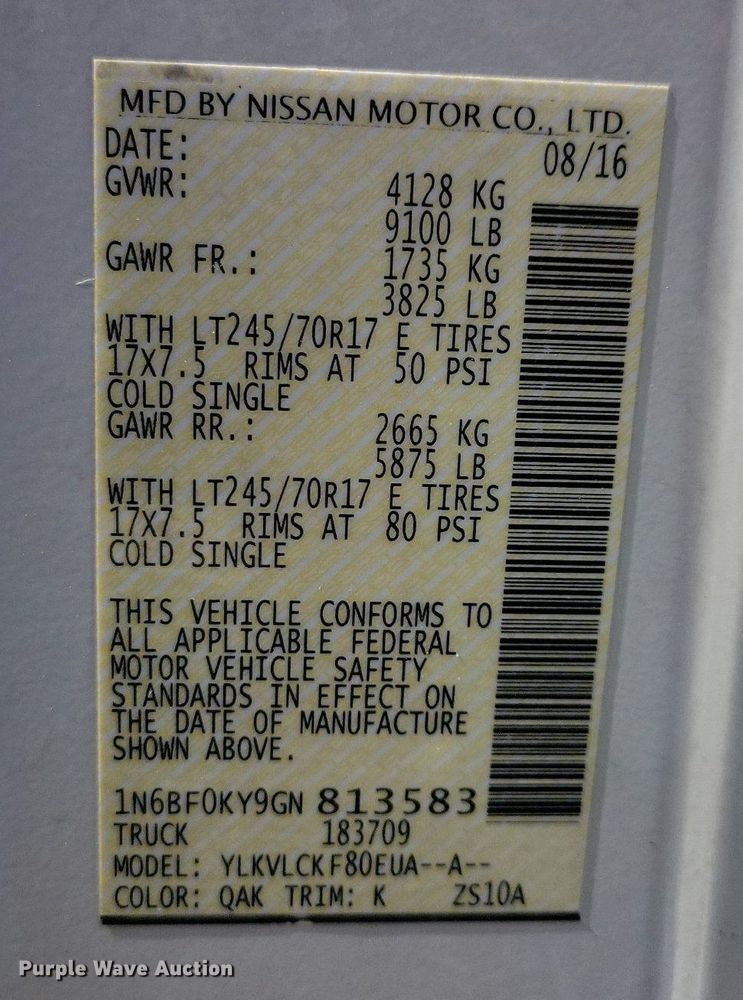 MFD BY NISSAN MOTOR CO., LTD.
DATE: 08/16
GVWR: 4128 KG
9100 LB
GAWR FR.: 1735 KG
3825 LB
WITH LT245/70R17 E TIRES
17X7.5 RIMS AT 50 PSI
COLD SINGLE
GAWR RR.: 2665 KG
5875 LB
WITH LT245/70R17 E TIRES
17X7.5 RIMS AT 80 PSI
COLD SINGLE
THIS VEHICLE CONFORMS TO
ALL APPLICABLE FEDERAL
MOTOR VEHICLE SAFETY
STANDARDS IN EFFECT ON
THE DATE OF MANUFACTURE
SHOWN ABOVE.
1N6BF0KY9GN 813583
TRUCK 183709
MODEL: YLKVLCKF80EUA--A--
COLOR: QAK TRIM: K ZS10A
Purple Wave Auction